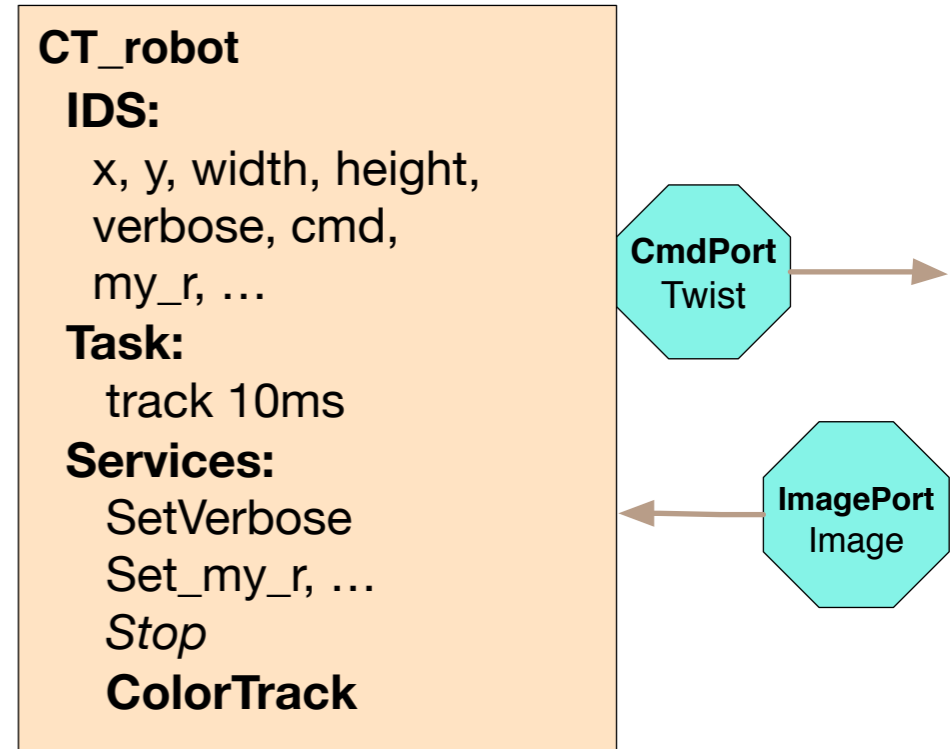 CT_robot
IDS:
x, y, width, height,
verbose, cmd,
my_r, …
Task:
track 10ms
Services:
SetVerbose
Set_my_r, …
Stop
ColorTrack
CmdPort
Twist
ImagePort
Image